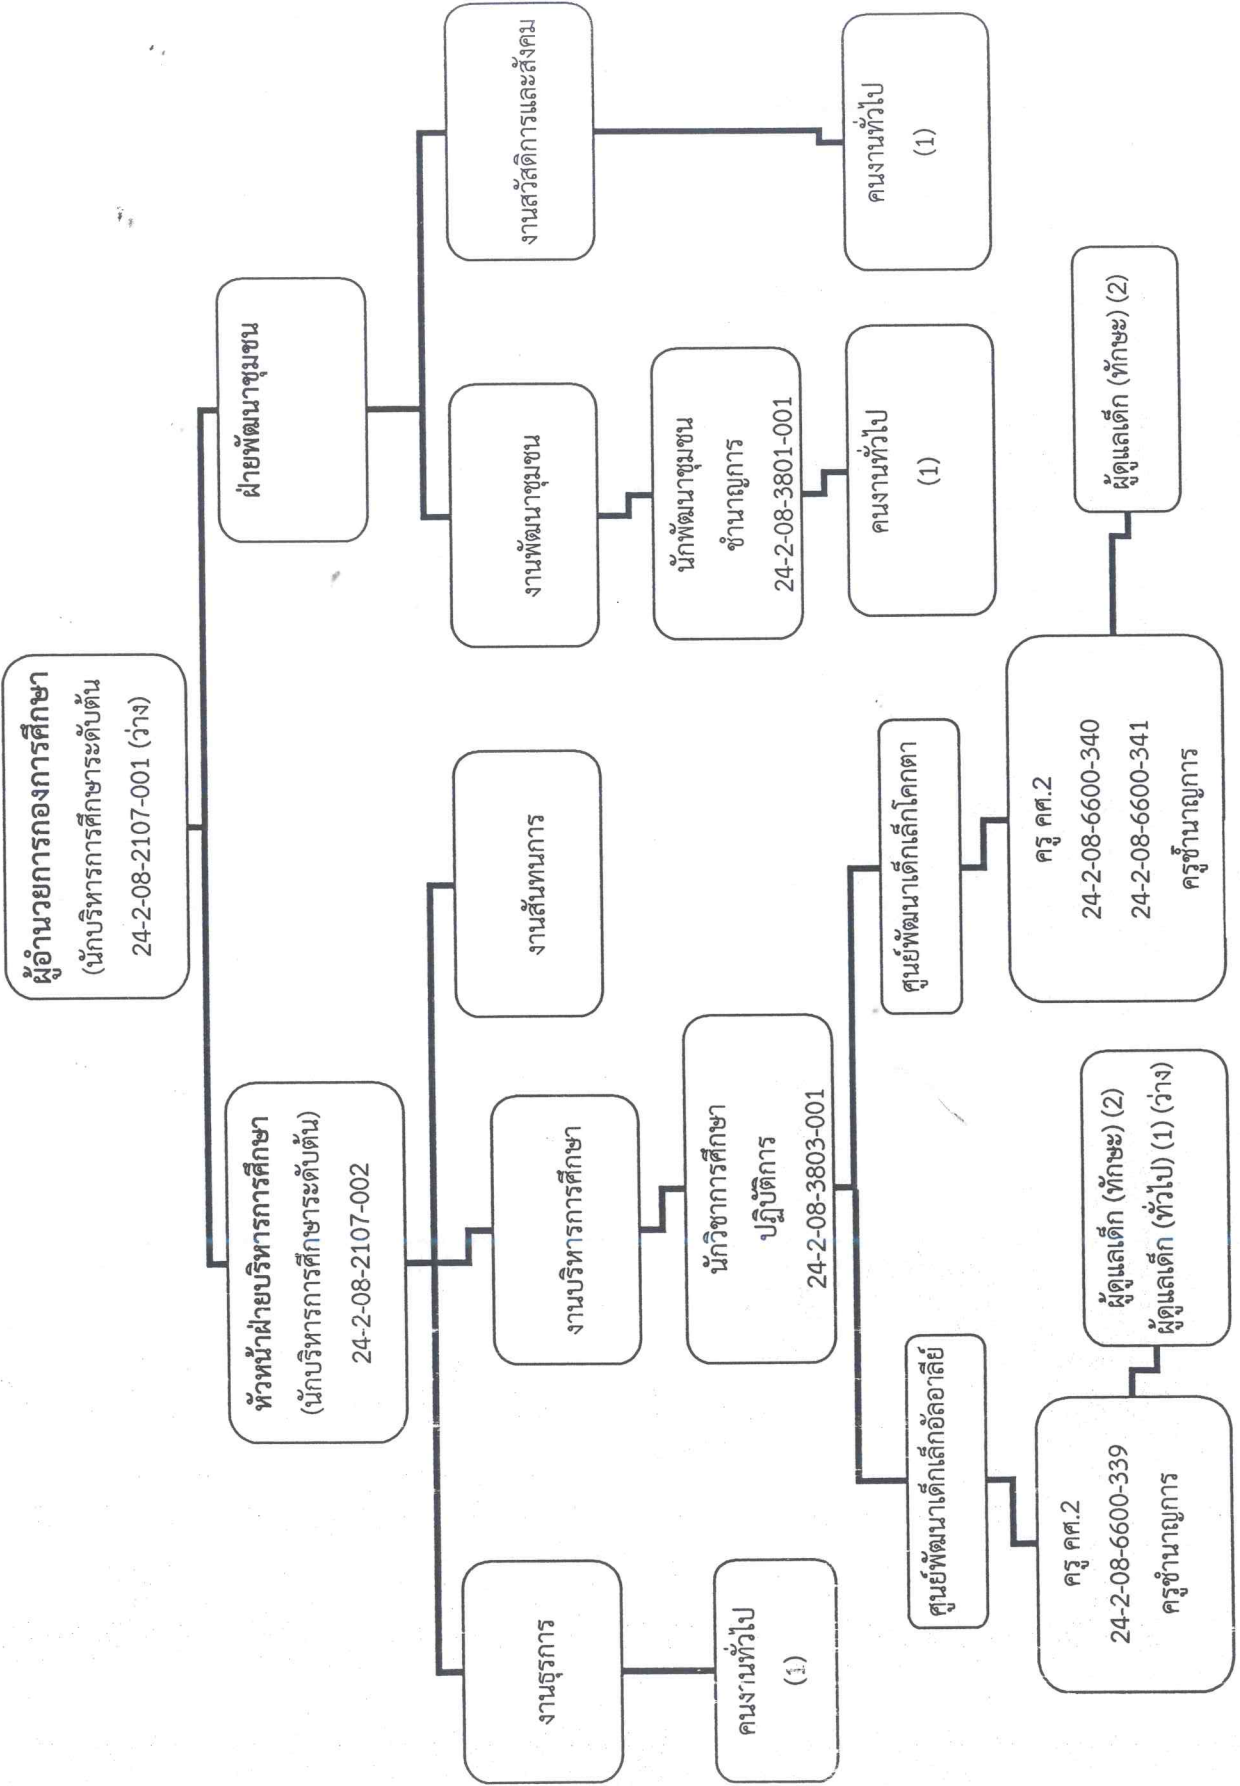 ผู้อำนวยการกองการศึกษา
(นักบริหารการศึกษาระดับต้น
24-2-08-2107-001 (ว่าง)
หัวหน้าฝ่ายบริหารการศึกษา
(นักบริหารการศึกษาระดับต้น)
24-2-08-2107-002
ฝ่ายพัฒนาชุมชน
งานธุรการ
งานบริหารการศึกษา
งานสันทนการ
งานพัฒนาชุมชน
งานสวัสดิการและสังคม
คนงานทั่วไป
(1)
นักวิชาการศึกษา
ปฏิบัติการ
24-2-08-3803-001
นักพัฒนาชุมชน
ชำนาญการ
24-2-08-3801-001
คนงานทั่วไป
(1)
คนงานทั่วไป
(1)
ศูนย์พัฒนาเด็กเล็กอัลอาลีย์
ศูนย์พัฒนาเด็กเล็กโคกตา
ครู คศ.2
24-2-08-6600-339
ครูชำนาญการ
ผู้ดูแลเด็ก (ทักษะ) (2)
ผู้ดูแลเด็ก (ทั่วไป) (1) (ว่าง)
ครู คศ.2
24-2-08-6600-340
24-2-08-6600-341
ครูชำนาญการ
ผู้ดูแลเด็ก (ทักษะ) (2)